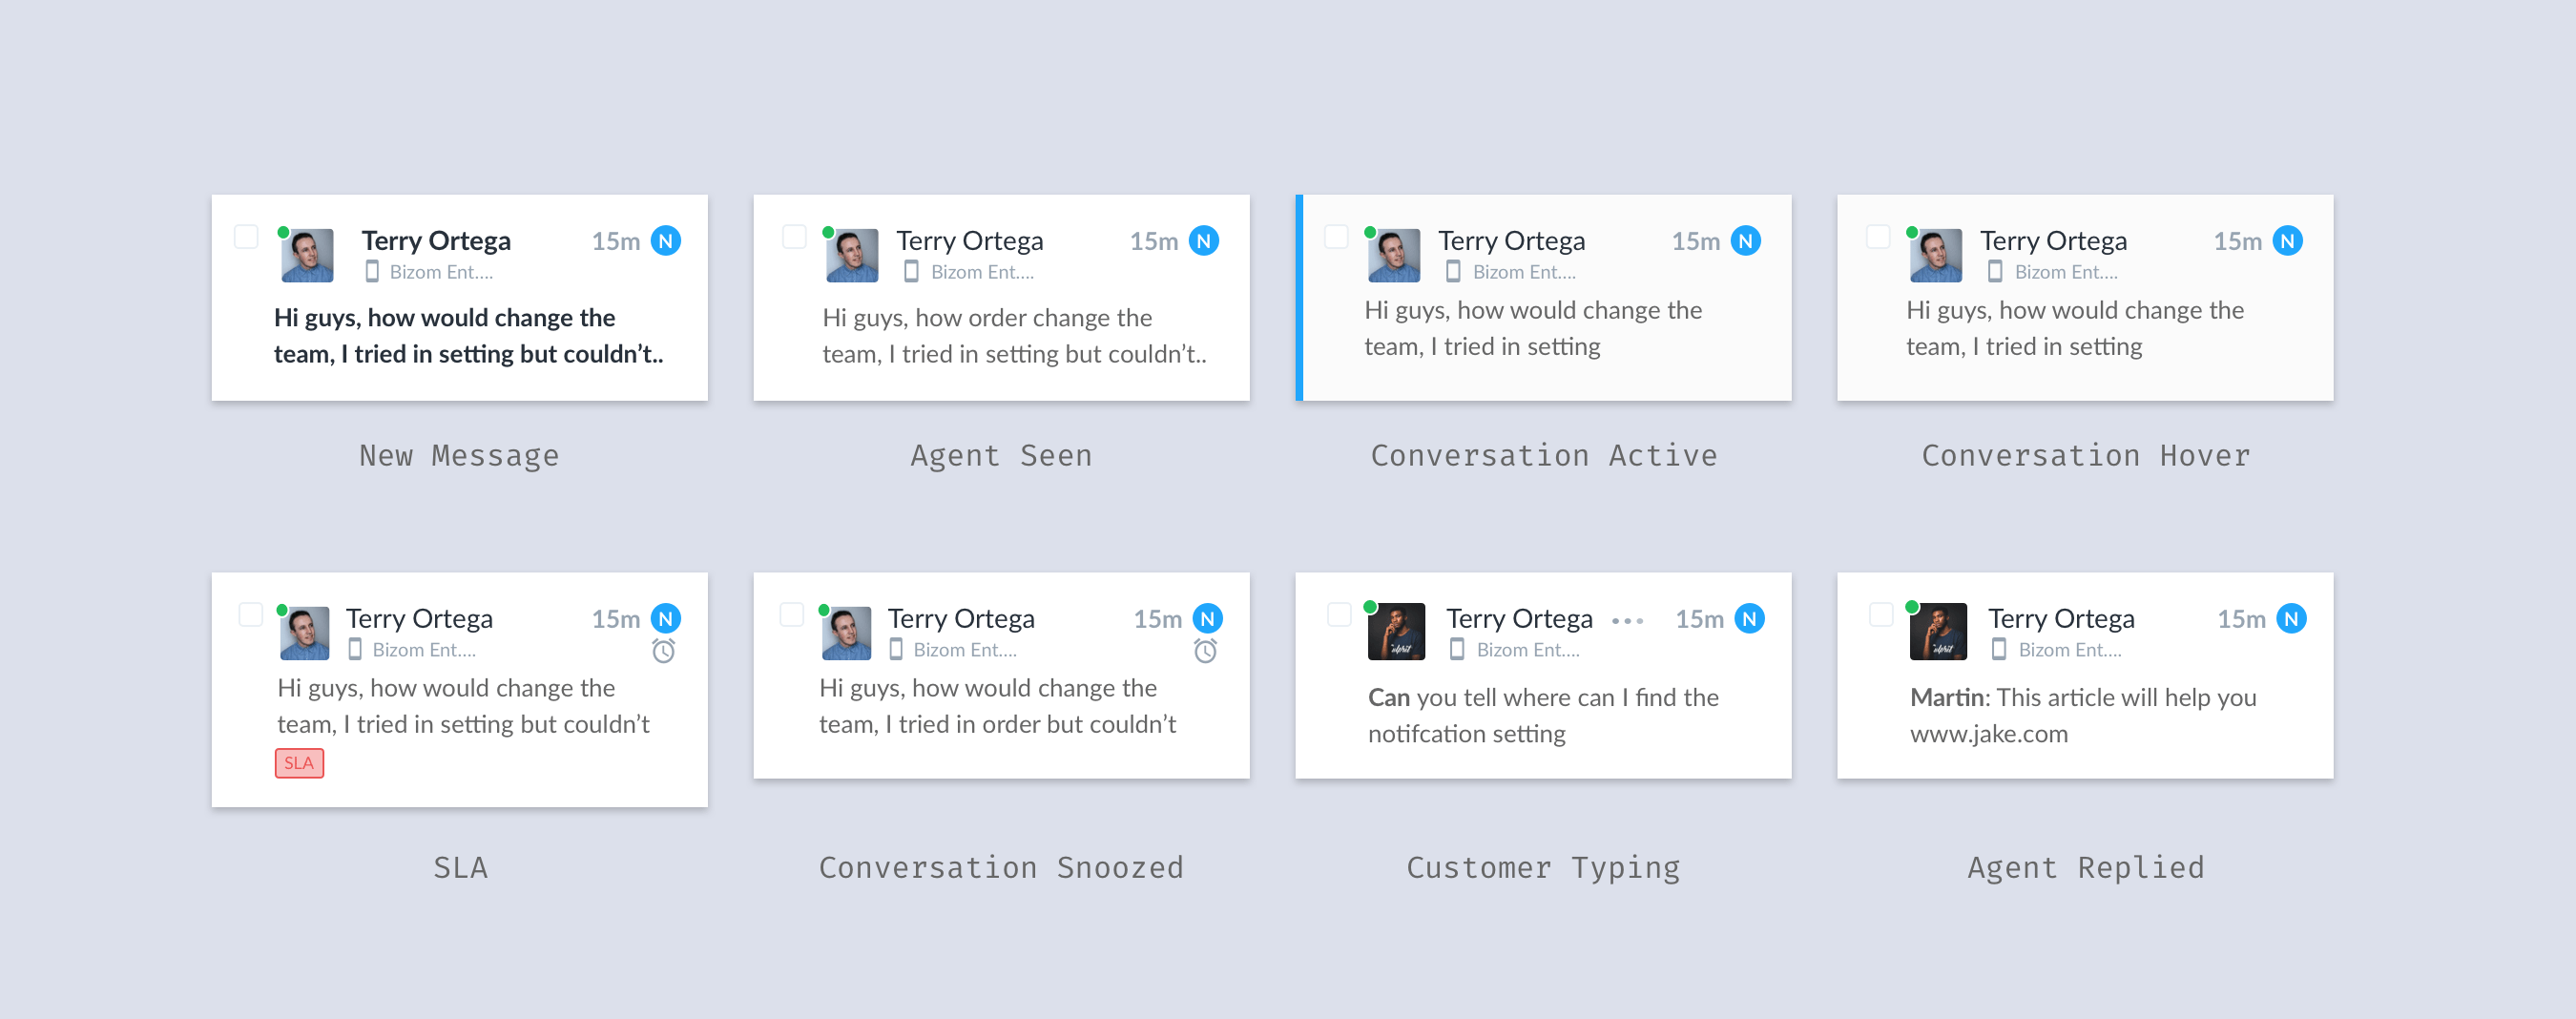 Terry Ortega 15m N
Bizom Ent....
Hi guys, how would change the
team, I tried in setting but couldn't..
New Message
Terry Ortega 15m N
Bizom Ent....
Hi guys, how order change the
team, I tried in setting but couldn't..
Agent Seen
Terry Ortega 15m N
Bizom Ent....
Hi guys, how would change the
team, I tried in setting
Conversation Active
Terry Ortega 15m N
Bizom Ent....
Hi guys, how would change the
team, I tried in setting
Conversation Hover
Terry Ortega 15m N
Bizom Ent....
Hi guys, how would change the
team, I tried in setting but couldn't
SLA
SLA
Terry Ortega 15m N
Bizom Ent....
Hi guys, how would change the
team, I tried in order but couldn't
Conversation Snoozed
Terry Ortega ••• 15m N
Bizom Ent....
Can you tell where can I find the
notifcation setting
Customer Typing
Terry Ortega 15m N
Bizom Ent....
Martin: This article will help you
www.jake.com
Agent Replied